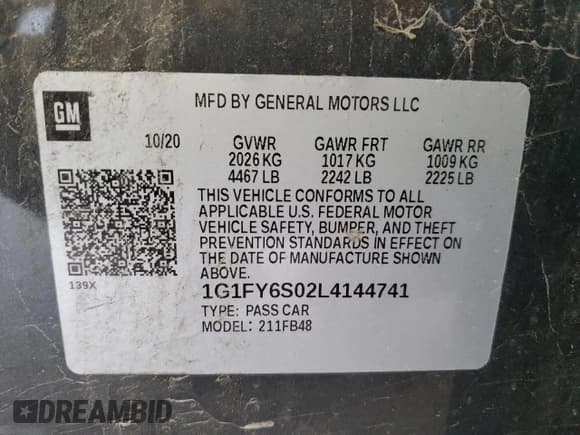 GM
MFD BY GENERAL MOTORS LLC
10/20 GVWR GAWR FRT GAWR RR
2026 KG 1017 KG 1009 KG
4467 LB 2242 LB 2225 LB
THIS VEHICLE CONFORMS TO ALL
APPLICABLE U.S. FEDERAL MOTOR
VEHICLE SAFETY, BUMPER, AND THEFT
PREVENTION STANDARDS IN EFFECT ON
THE DATE OF MANUFACTURE SHOWN
ABOVE.
139X
1G1FY6S02L4144741
TYPE: PASS CAR
MODEL: 211FB48
DREAMBID